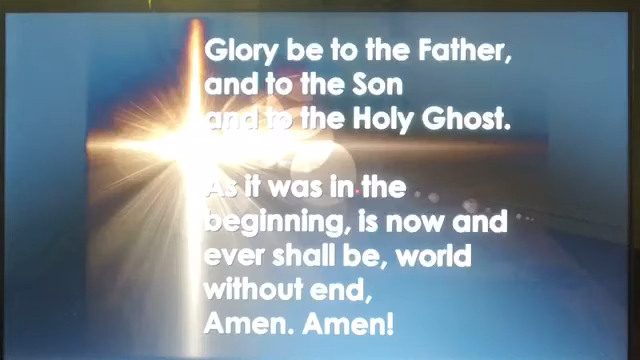 Glory be to the Father,
and to the Son
and to the Holy Ghost.
As it was in the
beginning, is now and
ever shall be, world
without end,
Amen. Amen!